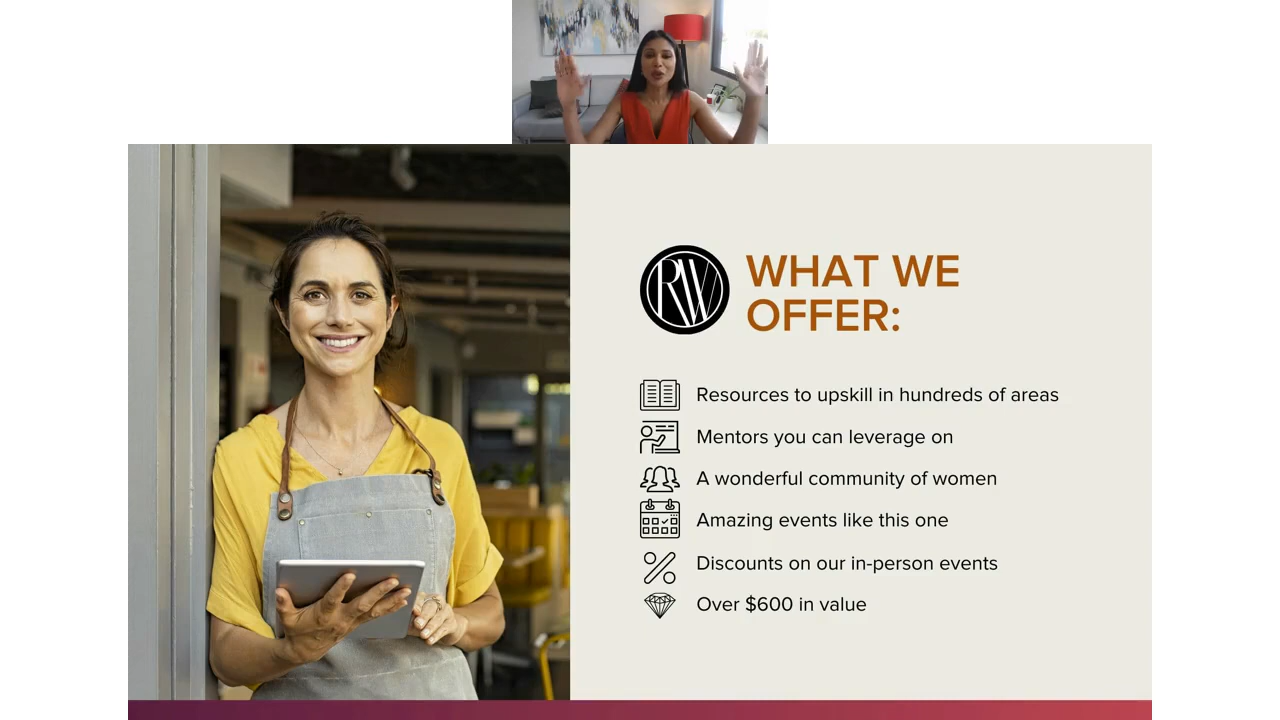 RW
WHAT WE
OFFER:
Resources to upskill in hundreds of areas
Mentors you can leverage on
A wonderful community of women
Amazing events like this one
Discounts on our in-person events
Over $600 in value